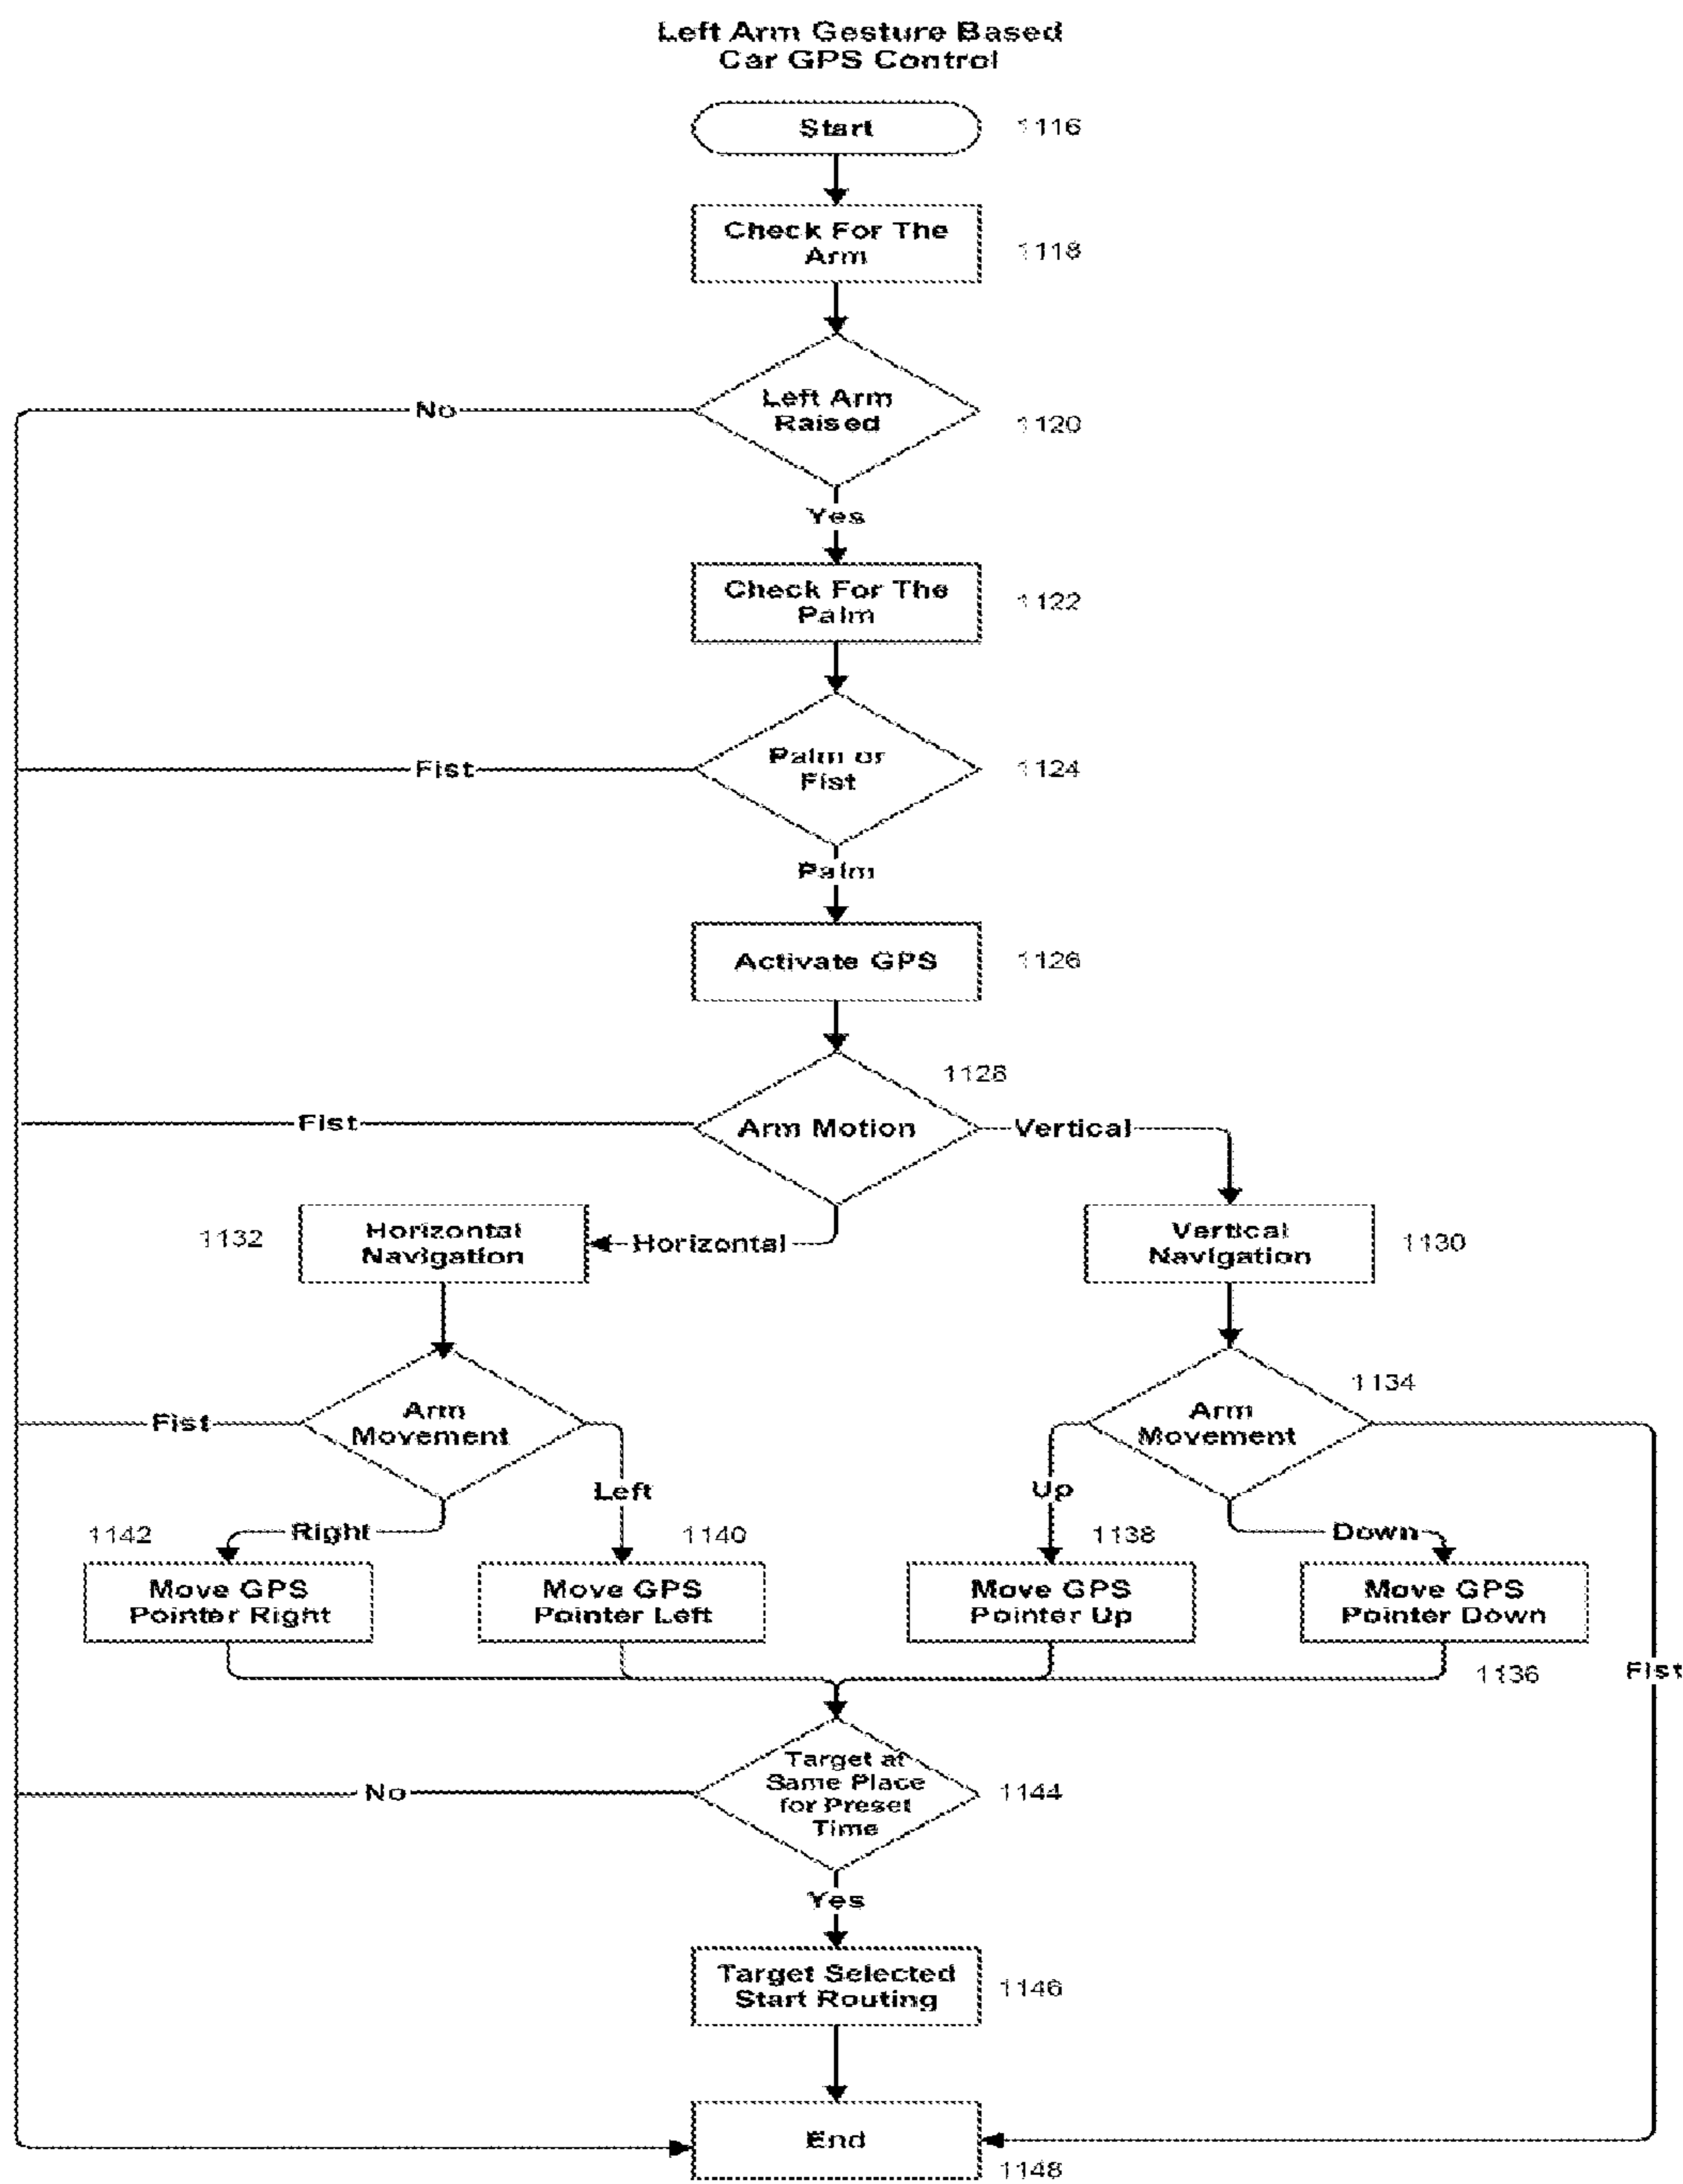 Left Arm Gesture Based
Car GPS Control
Start
1116
Check For The
Arm
1118
Left Arm
Raised
1120
No
Yes
Check For The
Palm
1122
Palm or
Fist
1124
Fist
Palm
Activate GPS
1126
1128
Arm Motion
Fist
Vertical
1132
Horizontal
Navigation
Horizontal
Vertical
Navigation
1130
1134
Fist
Arm
Movement
Arm
Movement
Left
Up
Right
Down
1142
1140
1138
Move GPS
Pointer Right
Move GPS
Pointer Left
Move GPS
Pointer Up
Move GPS
Pointer Down
1136
Fist
Target at
Same Place
for Preset
Time
1144
No
Yes
Target Selected
Start Routing
1146
End
1148